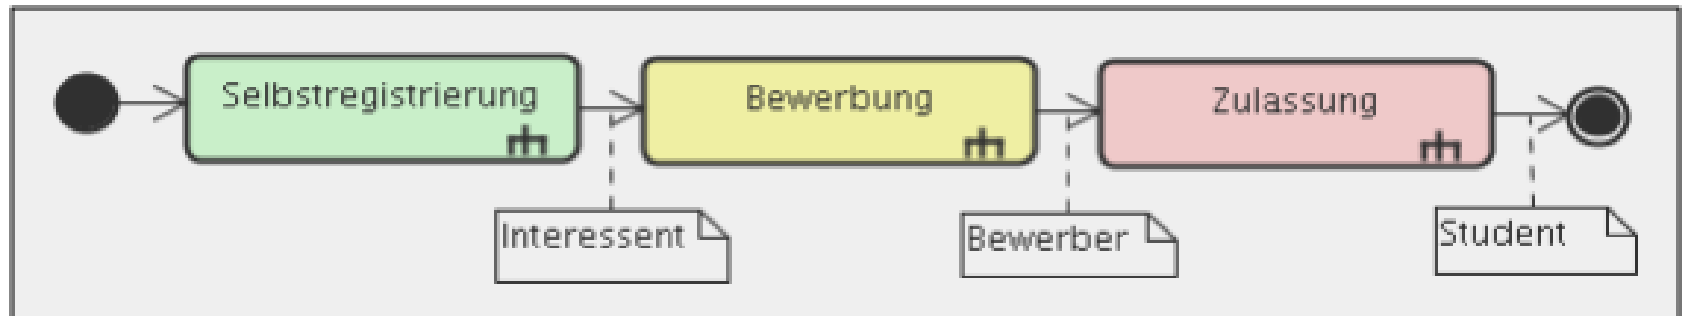 Selbstregistrierung
Bewerbung
Zulassung
Interessent
Bewerber
Student